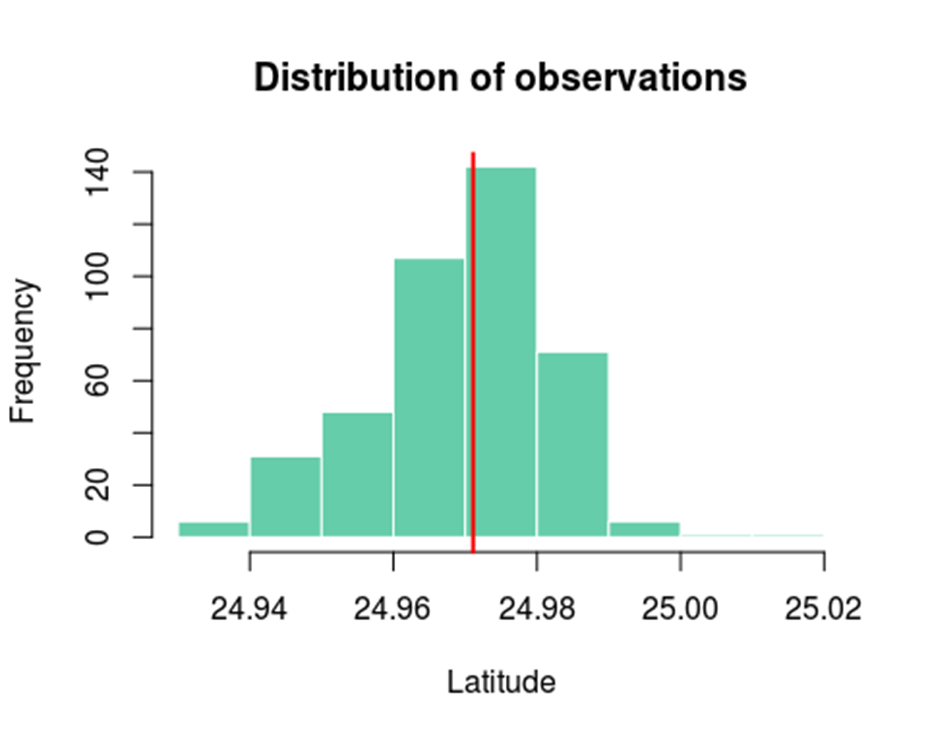 Distribution of observations
Frequency
140
100
60
20
0
24.94 24.96 24.98 25.00 25.02
Latitude